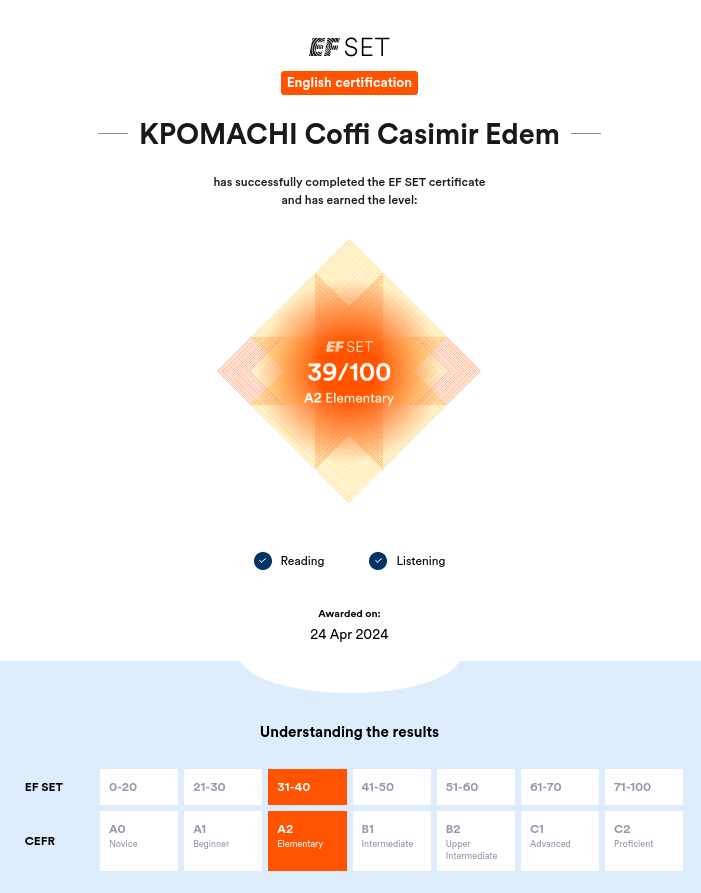 EF SET
English certification
KPOMACHI Coffi Casimir Edem
has successfully completed the EF SET certificate
and has earned the level:
EF SET
39/100
A2 Elementary
Reading Listening
Awarded on:
24 Apr 2024
Understanding the results
EF SET 0-20 21-30 31-40 41-50 51-60 61-70 71-100
CEFR A0 A1 A2 B1 B2 C1 C2
Novice Beginner Elementary Intermediate Upper Advanced Proficient
Intermediate